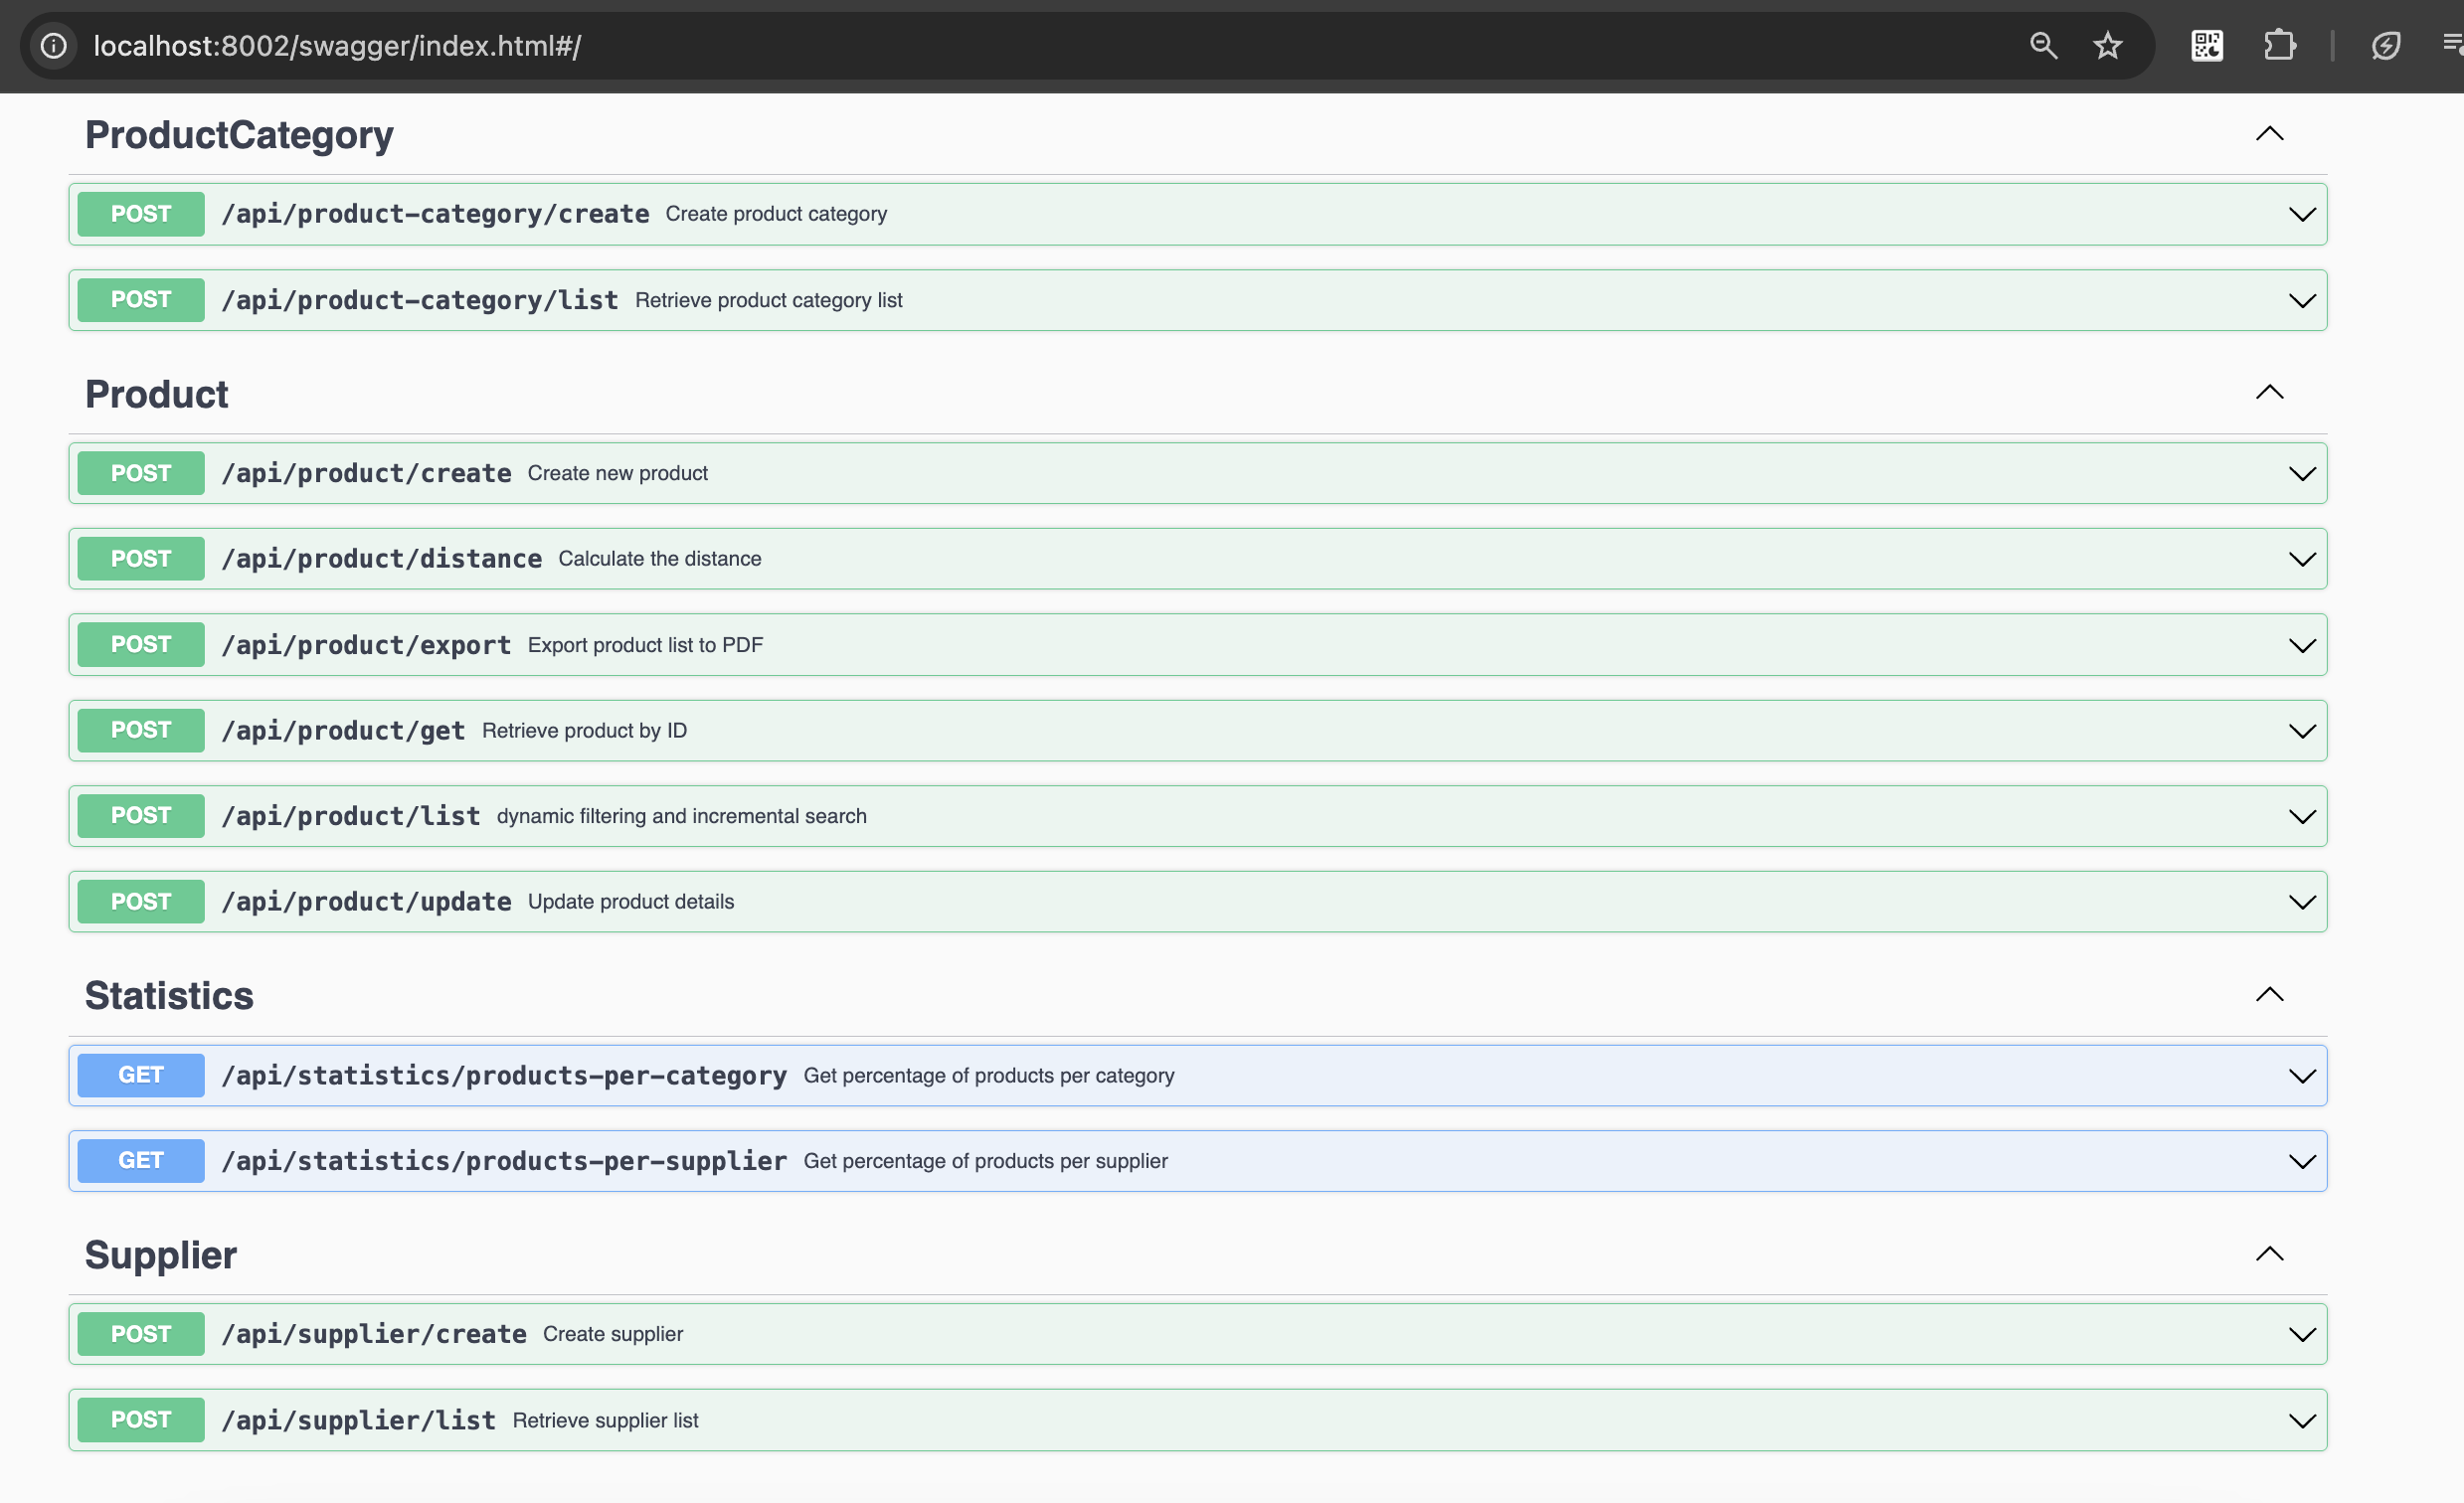 localhost:8002/swagger/index.html#/
ProductCategory
POST /api/product-category/create Create product category
POST /api/product-category/list Retrieve product category list
Product
POST /api/product/create Create new product
POST /api/product/distance Calculate the distance
POST /api/product/export Export product list to PDF
POST /api/product/get Retrieve product by ID
POST /api/product/list dynamic filtering and incremental search
POST /api/product/update Update product details
Statistics
GET /api/statistics/products-per-category Get percentage of products per category
GET /api/statistics/products-per-supplier Get percentage of products per supplier
Supplier
POST /api/supplier/create Create supplier
POST /api/supplier/list Retrieve supplier list